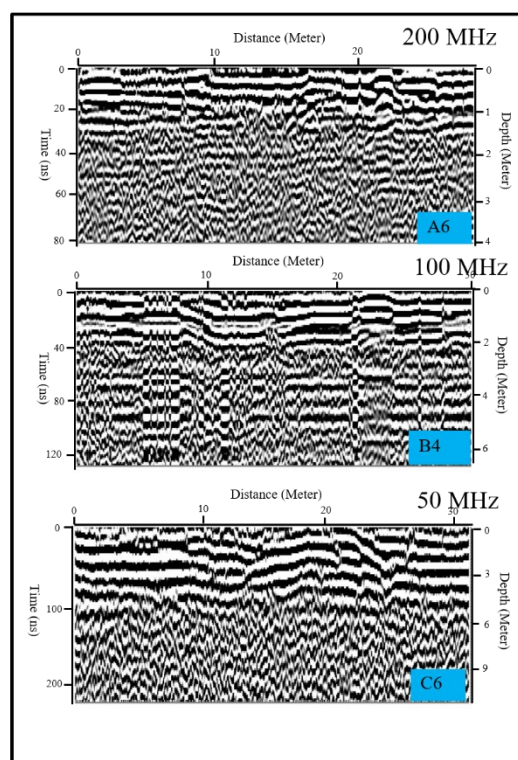 Distance (Meter) 200 MHz
0 10 20
0 0
20 1
40 2
60 3
80 4
Time (ns)
Depth (Meter)
A6
Distance (Meter) 100 MHz
0 10 20 30
0 0
40 2
80 4
120 6
Time (ns)
Depth (Meter)
B4
Distance (Meter) 50 MHz
0 10 20 30
0 0
3
100 6
9
200
Time (ns)
Depth (Meter)
C6